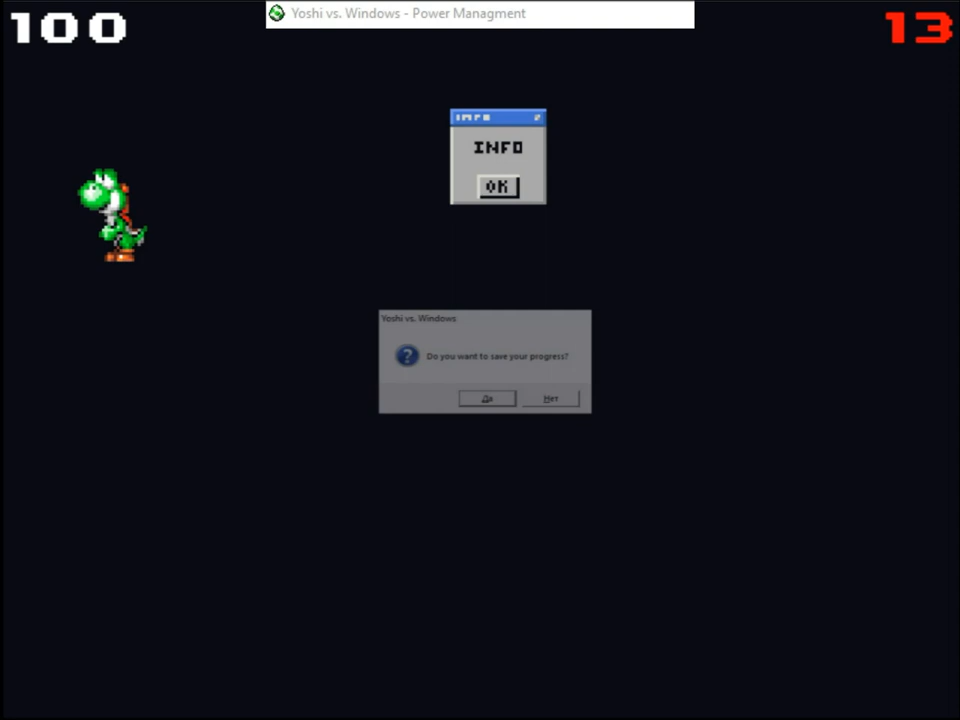 100
Yoshi vs. Windows - Power Managment
13
INFO
INFO
OK
Yoshi vs. Windows
Do you want to save your progress?
Да
Нет